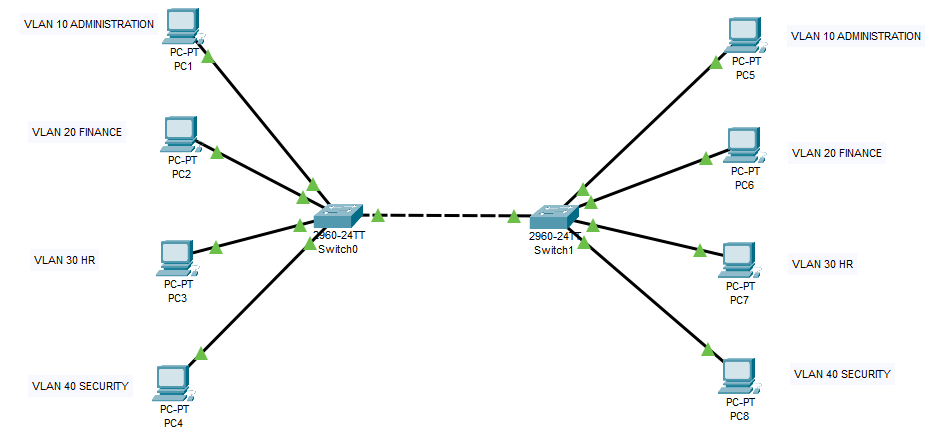 VLAN 10 ADMINISTRATION
PC-PT
PC1
VLAN 20 FINANCE
PC-PT
PC2
VLAN 30 HR
PC-PT
PC3
VLAN 40 SECURITY
PC-PT
PC4
2960-24TT
Switch0
2960-24TT
Switch1
PC-PT
PC5
VLAN 10 ADMINISTRATION
PC-PT
PC6
VLAN 20 FINANCE
PC-PT
PC7
VLAN 30 HR
PC-PT
PC8
VLAN 40 SECURITY